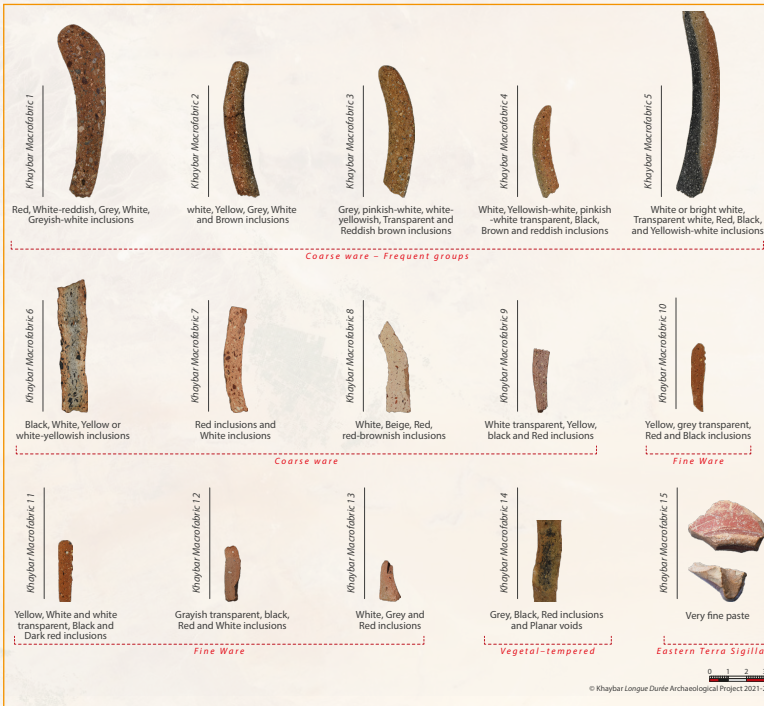 Khaybar Macrofabric 1
Khaybar Macrofabric 2
Khaybar Macrofabric 3
Khaybar Macrofabric 4
Khaybar Macrofabric 5
Red, White-reddish, Grey, White,
Greyish-white inclusions
white, Yellow, Grey, White
and Brown inclusions
Grey, pinkish-white, white-
yellowish, Transparent and
Reddish brown inclusions
White, Yellowish-white, pinkish
-white transparent, Black,
Brown and reddish inclusions
White or bright white,
Transparent white, Red, Black,
and Yellowish-white inclusions
Coarse ware – Frequent groups
Khaybar Macrofabric 6
Khaybar Macrofabric 7
Khaybar Macrofabric 8
Khaybar Macrofabric 9
Khaybar Macrofabric 10
Black, White, Yellow or
white-yellowish inclusions
Red inclusions and
White inclusions
White, Beige, Red,
red-brownish inclusions
White transparent, Yellow,
black and Red inclusions
Yellow, grey transparent,
Red and Black inclusions
Coarse ware
Fine Ware
Khaybar Macrofabric 11
Khaybar Macrofabric 12
Khaybar Macrofabric 13
Khaybar Macrofabric 14
Khaybar Macrofabric 15
Yellow, White and white
transparent, Black and
Dark red inclusions
Grayish transparent, black,
Red and White inclusions
White, Grey and
Red inclusions
Grey, Black, Red inclusions
and Planar voids
Very fine paste
Fine Ware
Vegetal–tempered
Eastern Terra Sigilla
0 1 2
© Khaybar Longue Durée Archaeological Project 2021-2